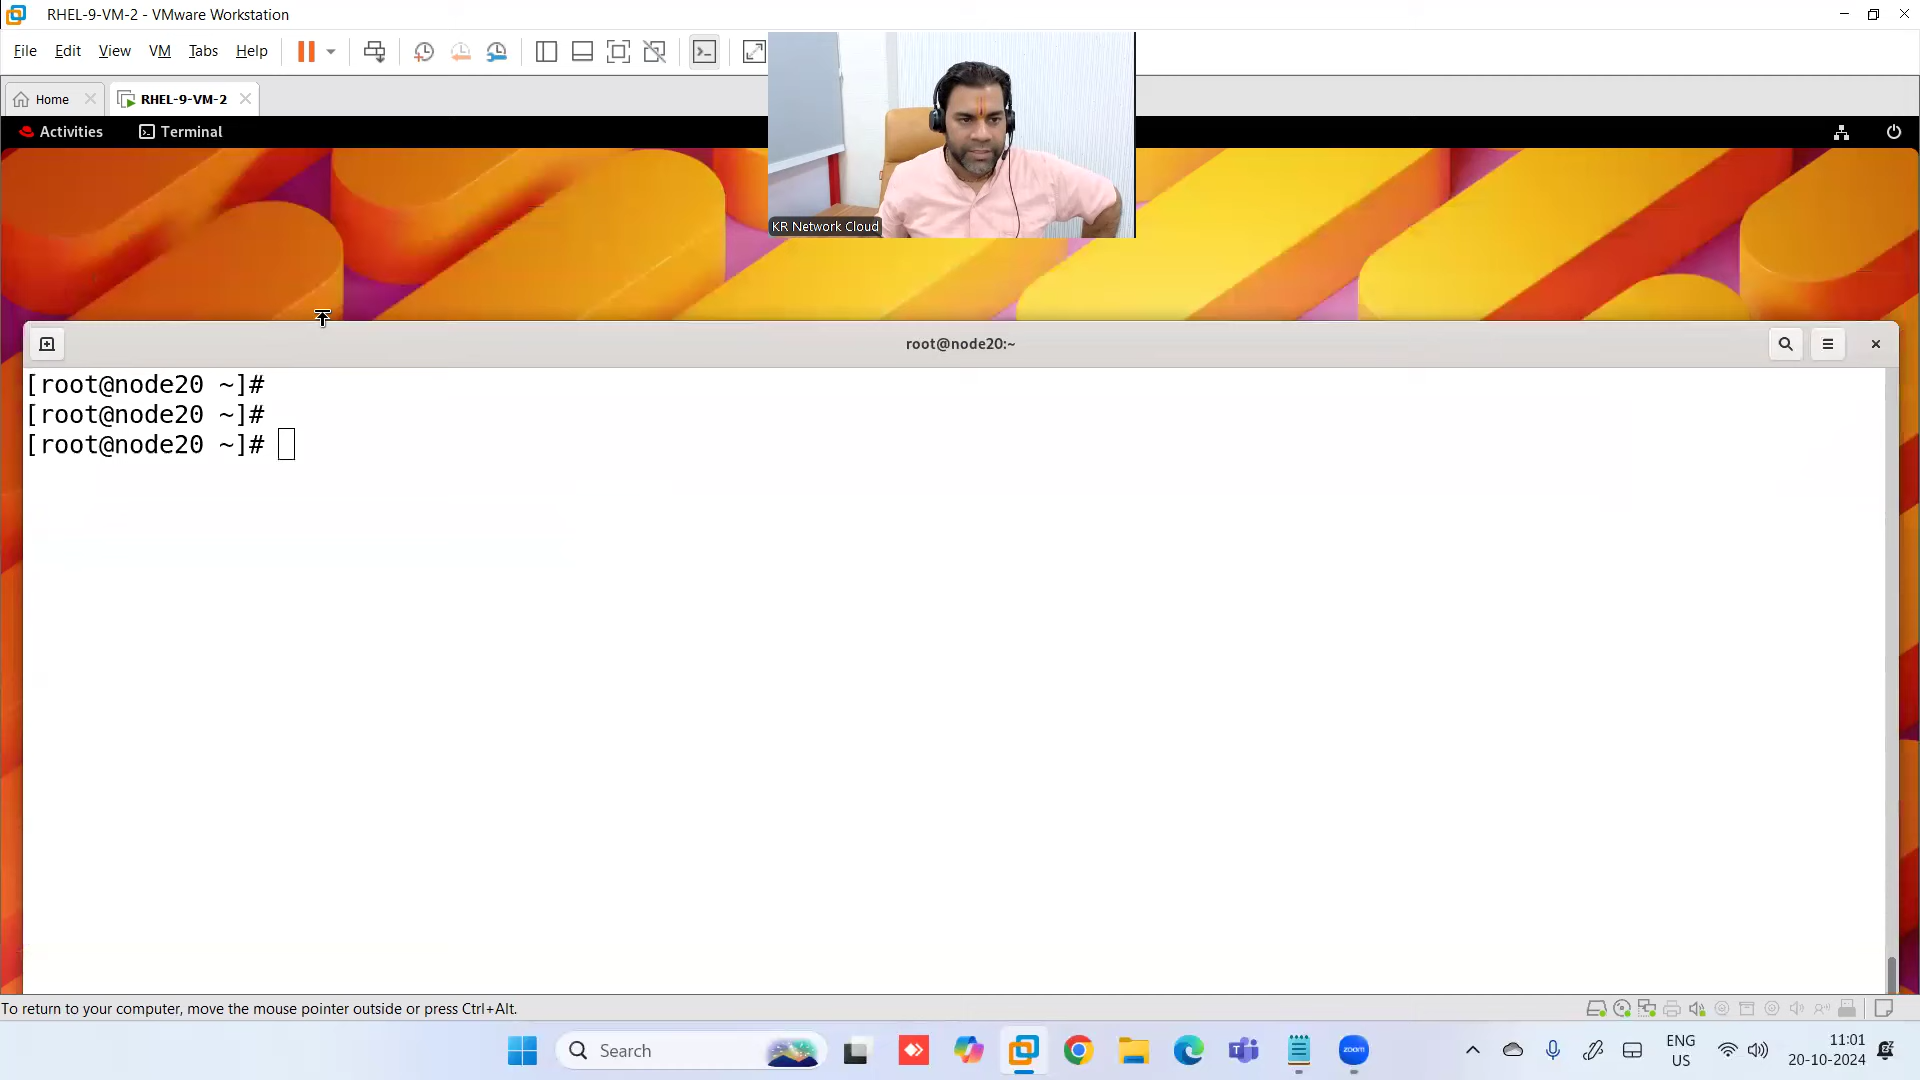 RHEL-9-VM-2 - VMware Workstation
File Edit View VM Tabs Help
Home
RHEL-9-VM-2
Activities Terminal
KR Network Cloud
root@node20:~
[root@node20 ~]#
[root@node20 ~]#
[root@node20 ~]#
To return to your computer, move the mouse pointer outside or press Ctrl+Alt.
Search
zoom
ENG
US
11:01
20-10-2024